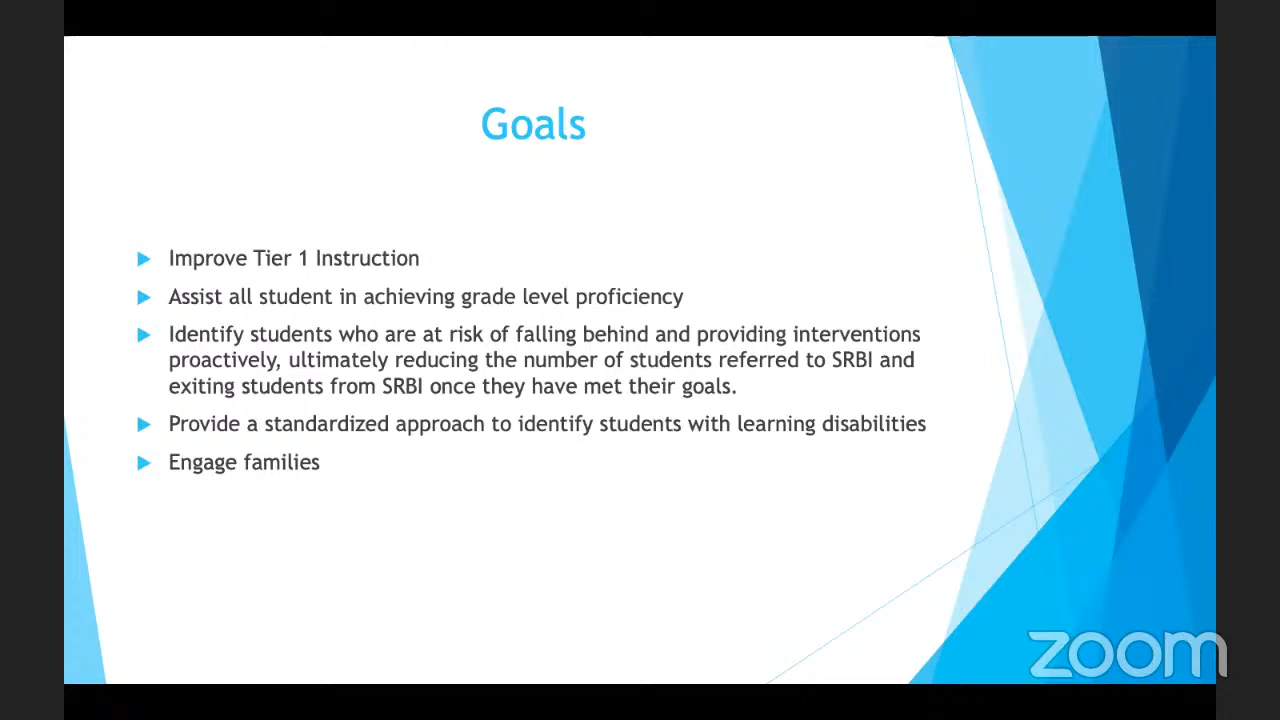 Goals
Improve Tier 1 Instruction
Assist all student in achieving grade level proficiency
Identify students who are at risk of falling behind and providing interventions
proactively, ultimately reducing the number of students referred to SRBI and
exiting students from SRBI once they have met their goals.
Provide a standardized approach to identify students with learning disabilities
Engage families
zoom